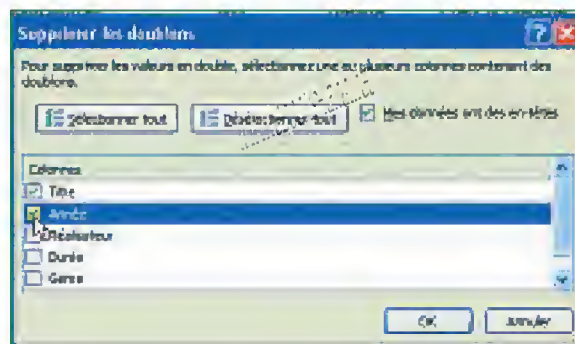 Supprimer les doublons
Pour supprimer les valeurs en double, sélectionnez une ou plusieurs colonnes contenant des
doublons.
Sélectionner tout Désélectionner tout Mes données ont des en-têtes
Colonnes
Titre
Année
Réalisateur
Durée
Genre
OK Annuler